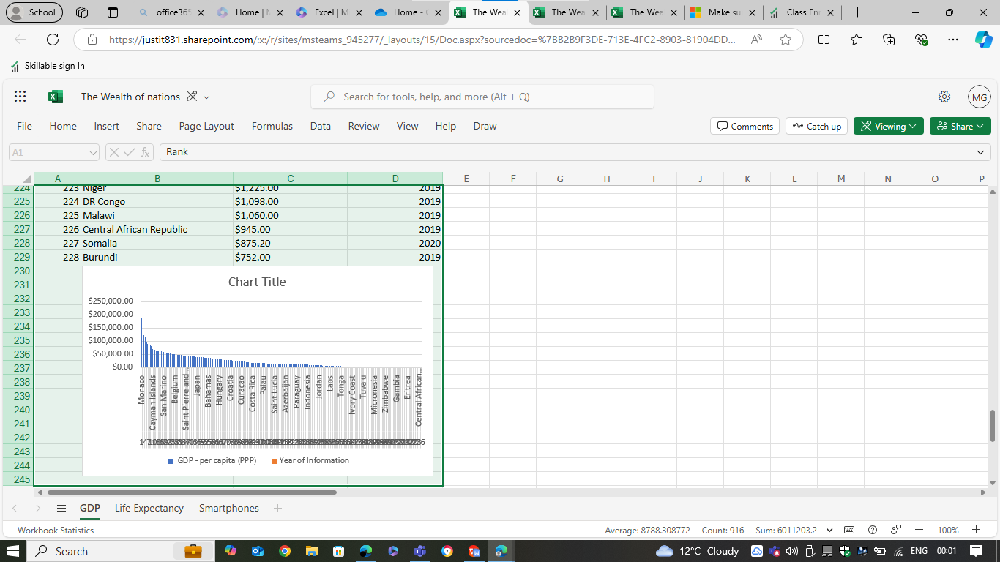 School
office365
Home | M
Excel | M
Home - C
The Wea
The Wea
The Wea
Make su
Class En
https://justit831.sharepoint.com/:x:/r/sites/msteams_945277/_layouts/15/Doc.aspx?sourcedoc=%7BB2B9F3DE-713E-4FC2-8903-81904DD...
Skillable sign In
The Wealth of nations
Search for tools, help, and more (Alt + Q)
MG
File Home Insert Share Page Layout Formulas Data Review View Help Draw
Comments Catch up Viewing Share
A1 fx Rank
A B C D E F G H I J K L M N O P
224 223 Niger $1,225.00 2019
225 224 DR Congo $1,098.00 2019
226 225 Malawi $1,060.00 2019
227 226 Central African Republic $945.00 2019
228 227 Somalia $875.20 2020
229 228 Burundi $752.00 2019
230
231
232
233
234
235
236
237
238
239
240
241
242
243
244
245
Chart Title
$250,000.00
$200,000.00
$150,000.00
$100,000.00
$50,000.00
$0.00
Monaco
Cayman Islands
San Marino
Belgium
Saint Pierre and...
Japan
Bahamas
Hungary
Croatia
Curaçao
Costa Rica
Palau
Saint Lucia
Azerbaijan
Paraguay
Indonesia
Jordan
Laos
Tonga
Ivory Coast
Tuvalu
Micronesia
Zimbabwe
Gambia
Eritrea
Central African...
GDP - per capita (PPP) Year of Information
GDP Life Expectancy Smartphones
Workbook Statistics
Average: 8788.308772 Count: 916 Sum: 6011203.2
100%
Search
12°C Cloudy
ENG 00:01